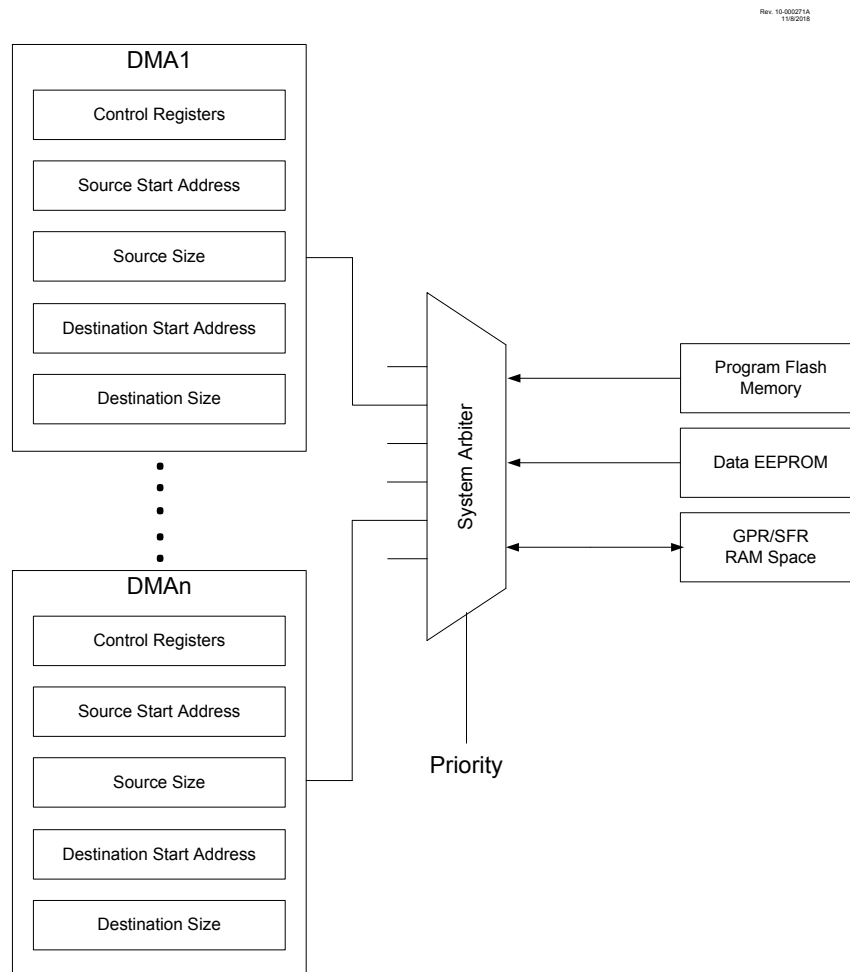 Rev. 10-000271A
11/8/2018
DMA1
Control Registers
Source Start Address
Source Size
Destination Start Address
Destination Size
System Arbiter
Program Flash
Memory
Data EEPROM
GPR/SFR
RAM Space
DMAn
Control Registers
Source Start Address
Source Size
Destination Start Address
Destination Size
Priority